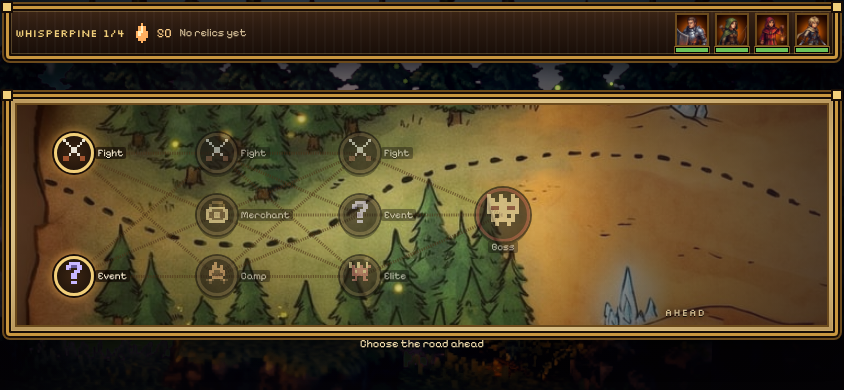 WHISPERPINE 1/4 80 No relics yet
Fight Fight Fight
Merchant Event
Boss
Event Camp Elite
AHEAD
Choose the road ahead